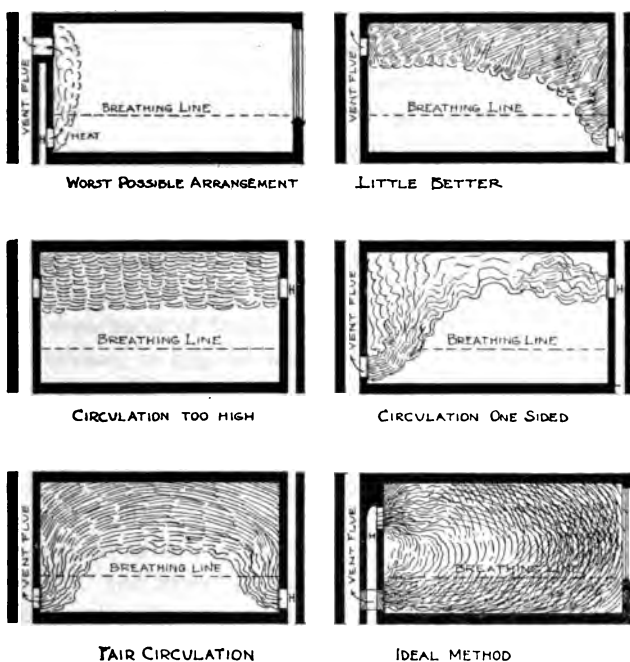 VENT FLUE
BREATHING LINE
H
HEAT
WORST POSSIBLE ARRANGEMENT
VENT FLUE
BREATHING LINE
H
LITTLE BETTER
BREATHING LINE
H
CIRCULATION TOO HIGH
VENT FLUE
BREATHING LINE
H
CIRCULATION ONE SIDED
VENT FLUE
BREATHING LINE
H
FAIR CIRCULATION
VENT FLUE
H
BREATHING LINE
IDEAL METHOD